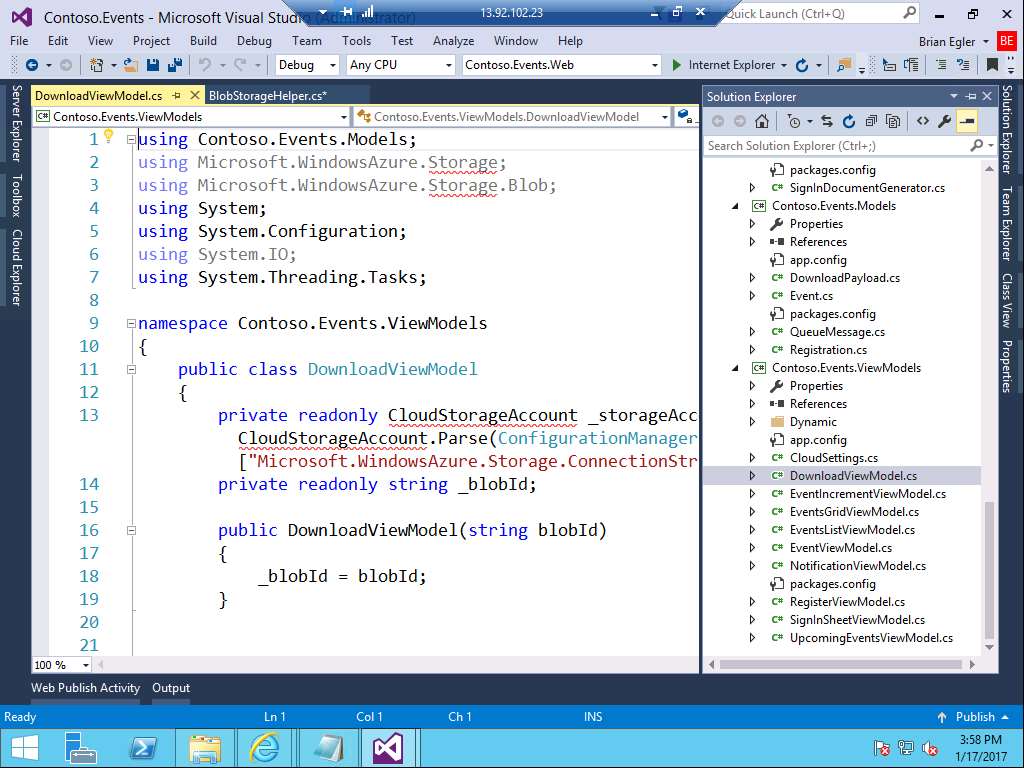 Contoso.Events - Microsoft Visual Studio (Administrator)
13.92.102.23
Quick Launch (Ctrl+Q)
File Edit View Project Build Debug Team Tools Test Analyze Window Help
Brian Egler BE
Debug Any CPU Contoso.Events.Web Internet Explorer
Server Explorer
Toolbox
Cloud Explorer
DownloadViewModel.cs BlobStorageHelper.cs*
C# Contoso.Events.ViewModels Contoso.Events.ViewModels.DownloadViewModel
1 using Contoso.Events.Models;
2 using Microsoft.WindowsAzure.Storage;
3 using Microsoft.WindowsAzure.Storage.Blob;
4 using System;
5 using System.Configuration;
6 using System.IO;
7 using System.Threading.Tasks;
8
9 namespace Contoso.Events.ViewModels
10 {
11 public class DownloadViewModel
12 {
13 private readonly CloudStorageAccount _storageAcc
CloudStorageAccount.Parse(ConfigurationManager
["Microsoft.WindowsAzure.Storage.ConnectionStr
14 private readonly string _blobId;
15
16 public DownloadViewModel(string blobId)
17 {
18 _blobId = blobId;
19 }
20
21
100 %
Solution Explorer
Search Solution Explorer (Ctrl+;)
packages.config
C# SignInDocumentGenerator.cs
C# Contoso.Events.Models
Properties
References
app.config
C# DownloadPayload.cs
C# Event.cs
packages.config
C# QueueMessage.cs
C# Registration.cs
C# Contoso.Events.ViewModels
Properties
References
Dynamic
app.config
C# CloudSettings.cs
C# DownloadViewModel.cs
C# EventIncrementViewModel.cs
C# EventsGridViewModel.cs
C# EventsListViewModel.cs
C# EventViewModel.cs
C# NotificationViewModel.cs
packages.config
C# RegisterViewModel.cs
C# SignInSheetViewModel.cs
C# UpcomingEventsViewModel.cs
Solution Explorer
Team Explorer
Class View
Properties
Web Publish Activity Output
Ready Ln 1 Col 1 Ch 1 INS Publish
3:58 PM
1/17/2017